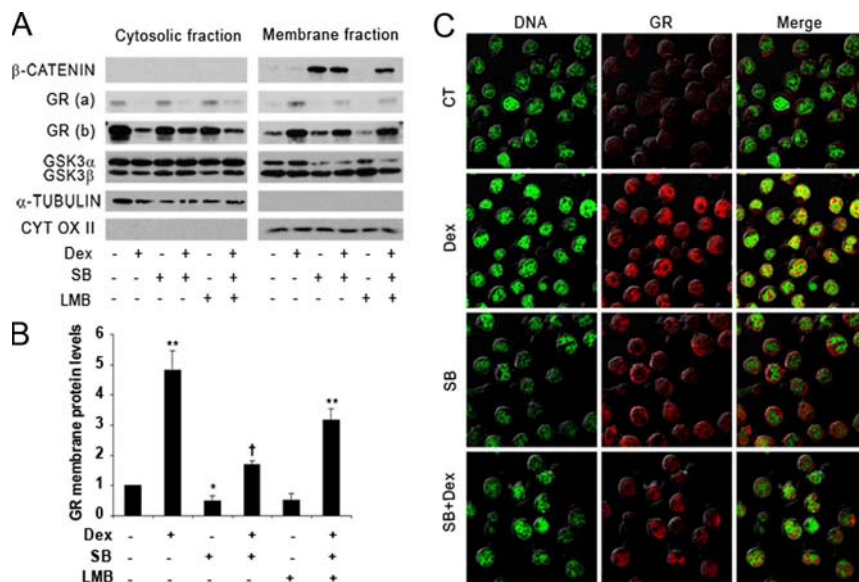 A
Cytosolic fraction
Membrane fraction
β-CATENIN
GR (a)
GR (b)
GSK3α
GSK3β
α-TUBULIN
CYT OX II
Dex - + - + - + - + - + - +
SB - - + + - + - - + + - +
LMB - - - - + + - - - - + +
B
GR membrane protein levels
6
5
4
3
2
1
0
**
*
†
**
Dex - + - + - +
SB - - + + - +
LMB - - - - + +
C
DNA GR Merge
CT
Dex
SB
SB+Dex